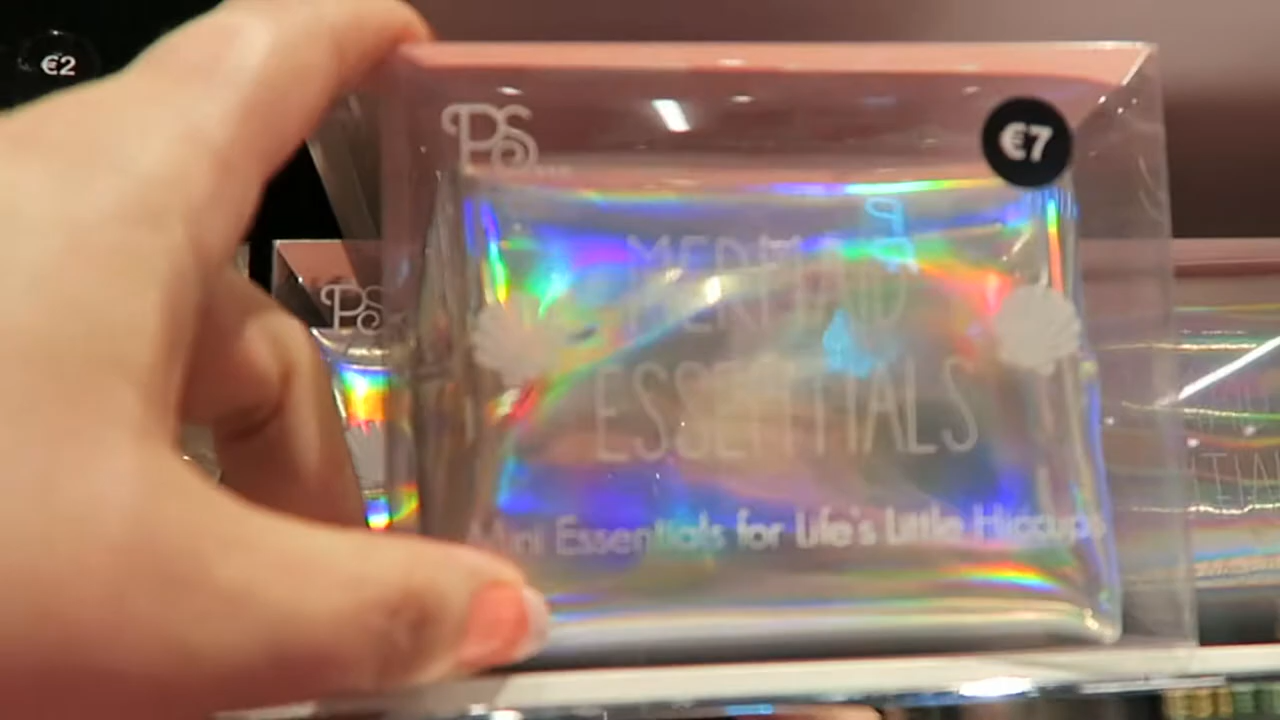 €2
PS...
€7
PS
MERMAID
ESSENTIALS
Mini Essentials for Life's Little Hiccups